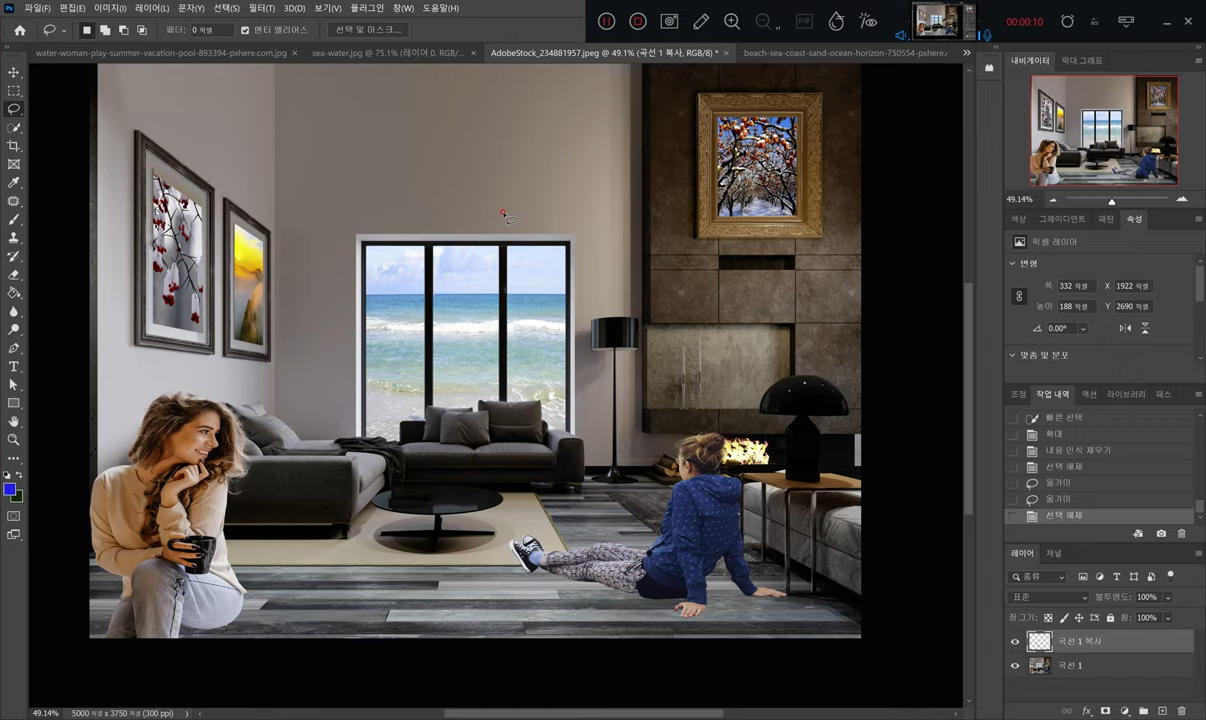 Ps 파일(F) 편집(E) 이미지(I) 레이어(L) 문자(Y) 선택(S) 필터(T) 3D(D) 보기(V) 플러그인 창(W) 도움말(H)
00:00:10
페더: 0 픽셀 앤티 앨리어스 선택 및 마스크...
water-woman-play-summer-vacation-pool-893394-pxhere.com.jpg × sea-water.jpg @ 75.1% (레이어 0, RGB/... × AdobeStock_234881957.jpeg @ 49.1% (곡선 1 복사, RGB/8) * × beach-sea-coast-sand-ocean-horizon-750554-pxhere.
내비게이터 막대 그래프
49.14%
색상 그레이디언트 패턴 속성
픽셀 레이어
변형
폭 332 픽셀 X 1922 픽셀
높이 188 픽셀 Y 2690 픽셀
0.00°
맞춤 및 분포
조정 작업 내역 액션 라이브러리 패스
빠른 선택
확대
내용 인식 채우기
선택 해제
올가미
올가미
선택 해제
레이어 채널
종류
표준 불투명도: 100%
잠그기: 칠: 100%
곡선 1 복사
곡선 1
49.14% 5000 픽셀 x 3750 픽셀 (300 ppi)